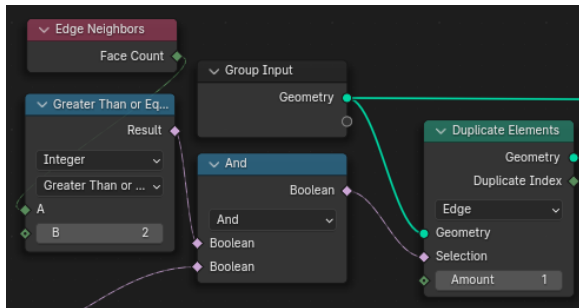 Edge Neighbors
Face Count
Greater Than or Eq...
Result
Integer
Greater Than or ...
A
B 2
Group Input
Geometry
And
Boolean
And
Boolean
Boolean
Duplicate Elements
Geometry
Duplicate Index
Edge
Geometry
Selection
Amount 1